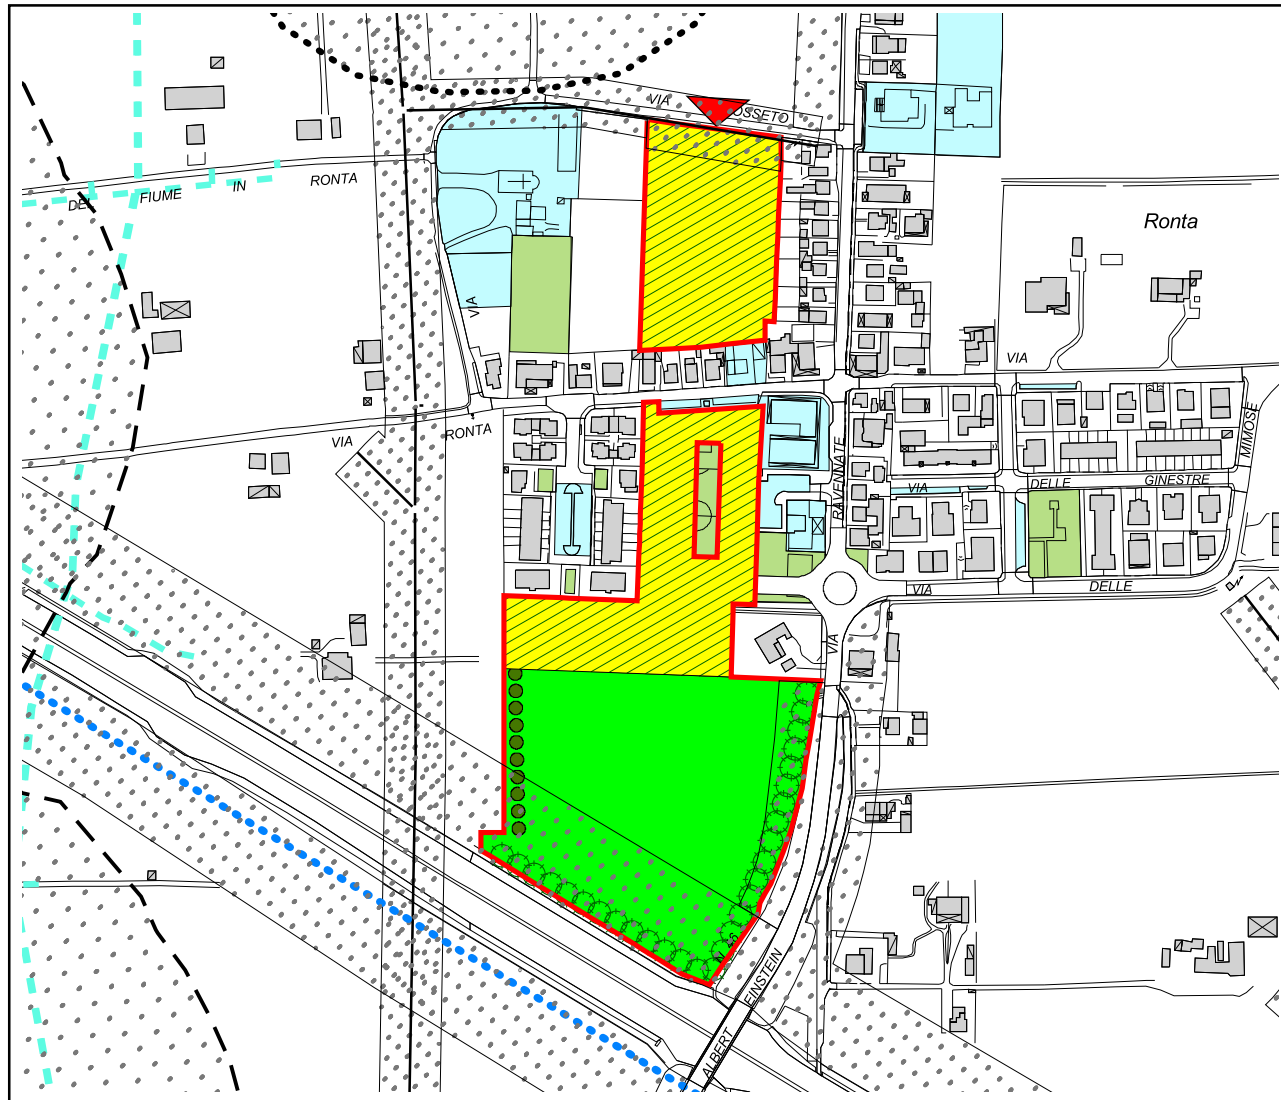 VIA
OSSETO
DEL FIUME IN RONTA
Ronta
VIA
VIA
VIA RONTA
RAVENNATE
MIMOSE
VIA DELLE GINESTRE
VIA DELLE
VIA
ALBERT EINSTEIN